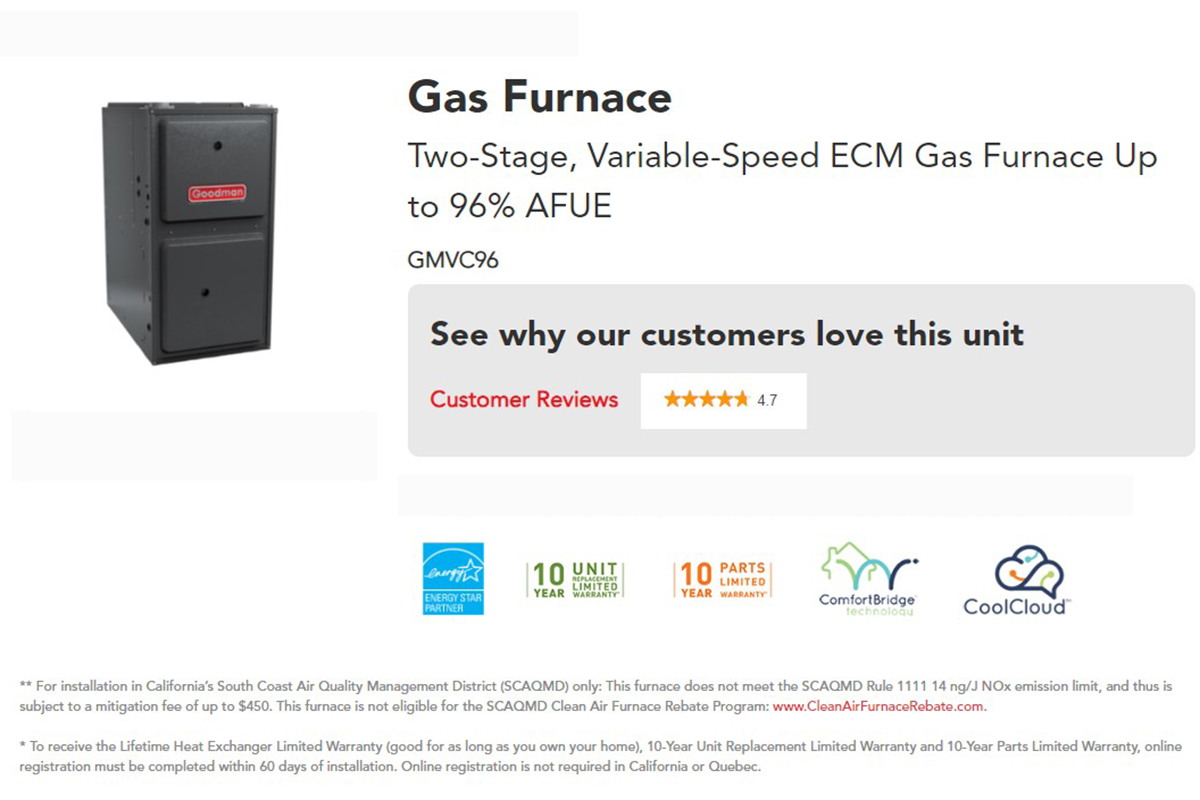 Gas Furnace
Two-Stage, Variable-Speed ECM Gas Furnace Up
to 96% AFUE
GMVC96
Goodman
See why our customers love this unit
Customer Reviews 4.7
energy
ENERGY STAR
PARTNER
10 YEAR UNIT REPLACEMENT LIMITED WARRANTY*
10 YEAR PARTS LIMITED WARRANTY*
ComfortBridge™
technology
CoolCloud™
** For installation in California's South Coast Air Quality Management District (SCAQMD) only: This furnace does not meet the SCAQMD Rule 1111 14 ng/J NOx emission limit, and thus is
subject to a mitigation fee of up to $450. This furnace is not eligible for the SCAQMD Clean Air Furnace Rebate Program: www.CleanAirFurnaceRebate.com.
* To receive the Lifetime Heat Exchanger Limited Warranty (good for as long as you own your home), 10-Year Unit Replacement Limited Warranty and 10-Year Parts Limited Warranty, online
registration must be completed within 60 days of installation. Online registration is not required in California or Quebec.